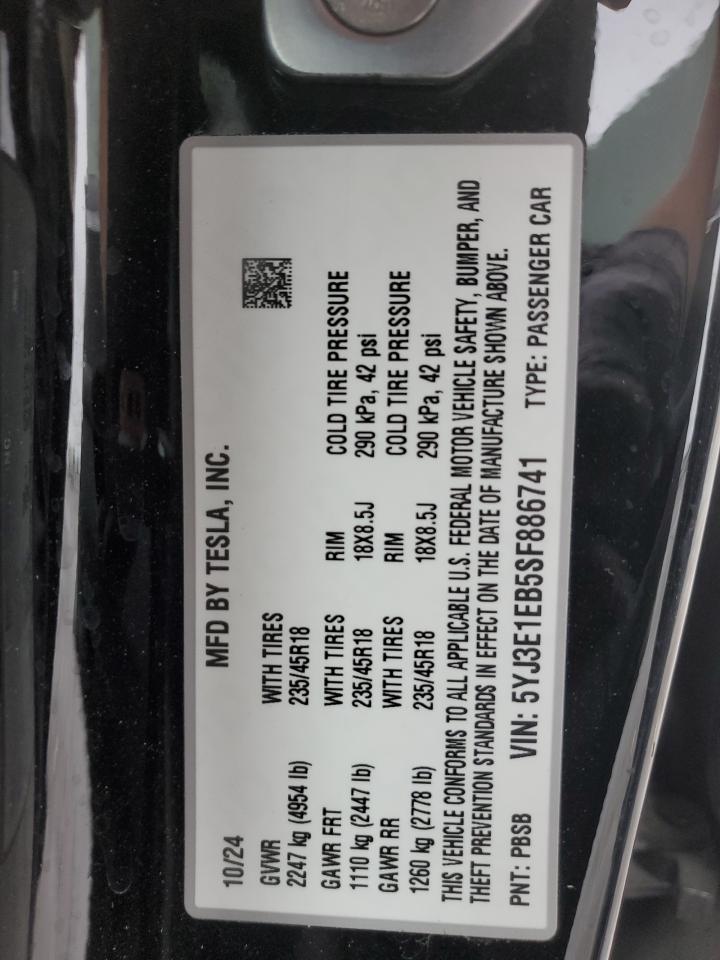 10/24 MFD BY TESLA, INC.
GVWR WITH TIRES
2247 kg (4954 lb) 235/45R18
GAWR FRT WITH TIRES RIM COLD TIRE PRESSURE
1110 kg (2447 lb) 235/45R18 18X8.5J 290 kPa, 42 psi
GAWR RR WITH TIRES RIM COLD TIRE PRESSURE
1260 kg (2778 lb) 235/45R18 18X8.5J 290 kPa, 42 psi
THIS VEHICLE CONFORMS TO ALL APPLICABLE U.S. FEDERAL MOTOR VEHICLE SAFETY, BUMPER, AND
THEFT PREVENTION STANDARDS IN EFFECT ON THE DATE OF MANUFACTURE SHOWN ABOVE.
PNT: PBSB VIN: 5YJ3E1EB5SF886741 TYPE: PASSENGER CAR